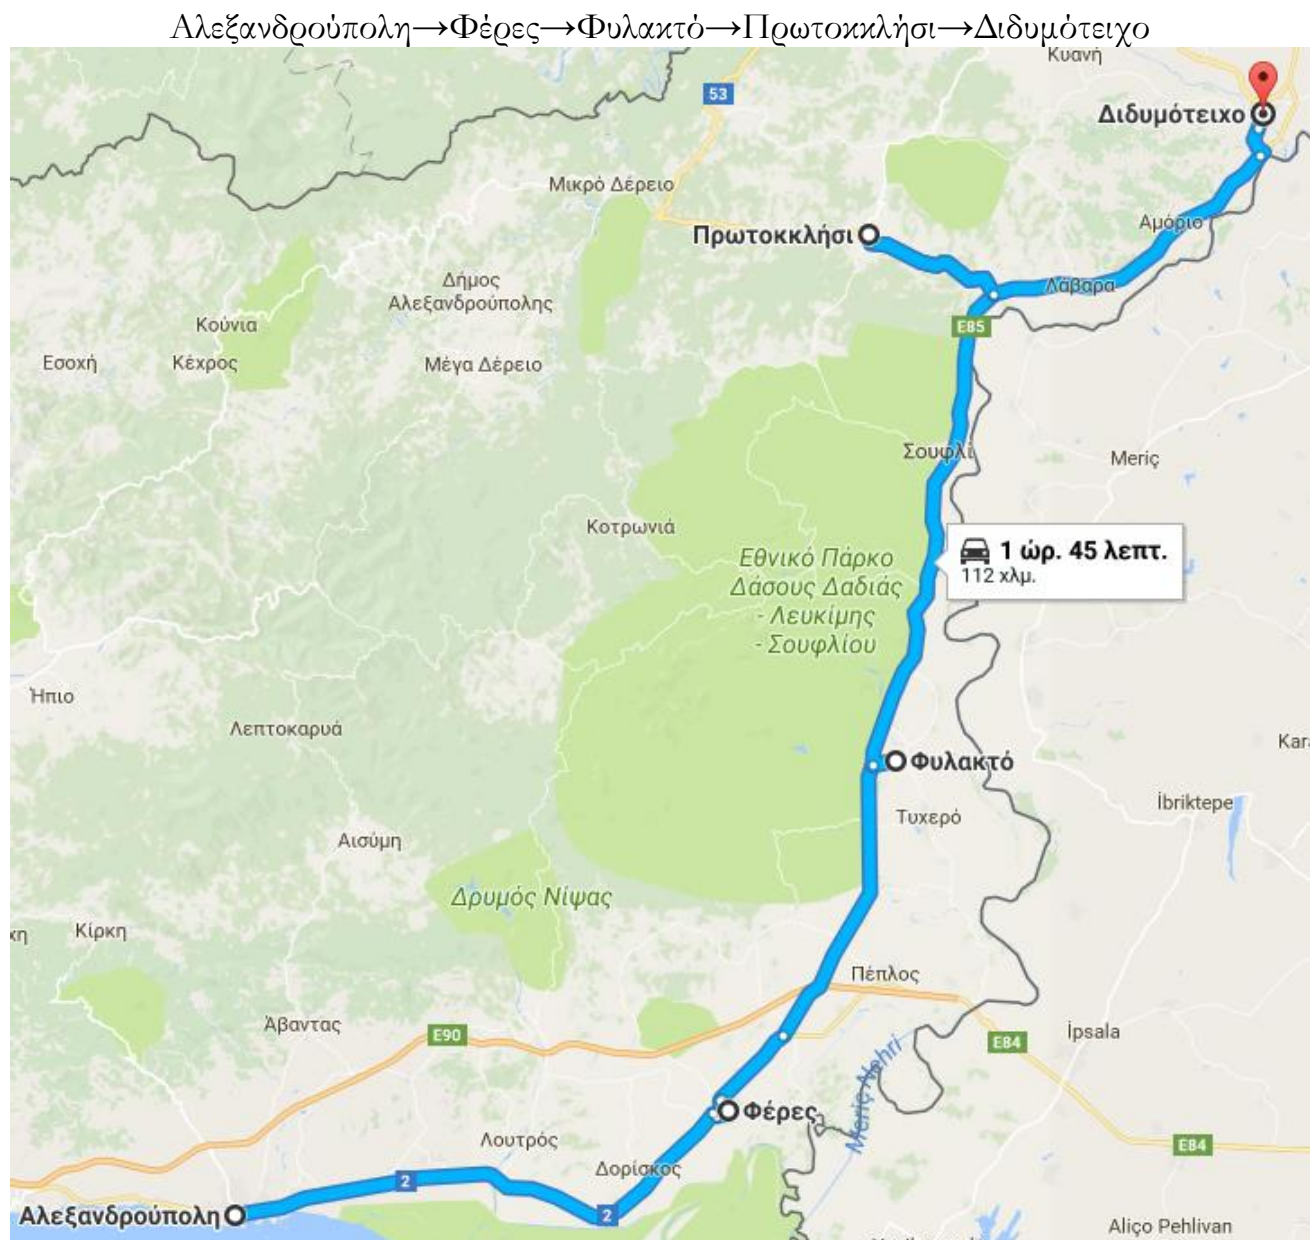 Αλεξανδρούπολη→Φέρες→Φυλακτό→Πρωτοκκλήσι→Διδυμότειχο
Κυανή
53
Διδυμότειχο
Μικρό Δέρειο
Αμόριο
Πρωτοκκλήσι
Δήμος
Αλεξανδρούπολης
Λάβαρα
Κούνια
E85
Εσοχή
Κέχρος
Μέγα Δέρειο
Σουφλί
Meriç
Κοτρωνιά
1 ώρ. 45 λεπτ.
112 χλμ.
Εθνικό Πάρκο
Δάσους Δαδιάς
- Λευκίμης
- Σουφλίου
Ήπιο
Λεπτοκαρυά
Kar
Φυλακτό
İbriktepe
Τυχερό
Αισύμη
Δρυμός Νίψας
χη
Κίρκη
Πέπλος
Άβαντας
E90
E84
İpsala
Meriç Nehri
Φέρες
Λουτρός
E84
Δορίσκος
2
2
Αλεξανδρούπολη
Aliço Pehlivan